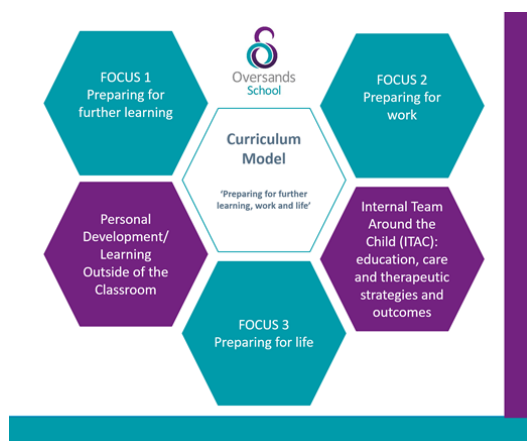 Oversands
School
FOCUS 1
Preparing for
further learning
FOCUS 2
Preparing for
work
Curriculum
Model
‘Preparing for further
learning, work and life’
Personal
Development/
Learning
Outside of the
Classroom
Internal Team
Around the
Child (ITAC):
education, care
and therapeutic
strategies and
outcomes
FOCUS 3
Preparing for life